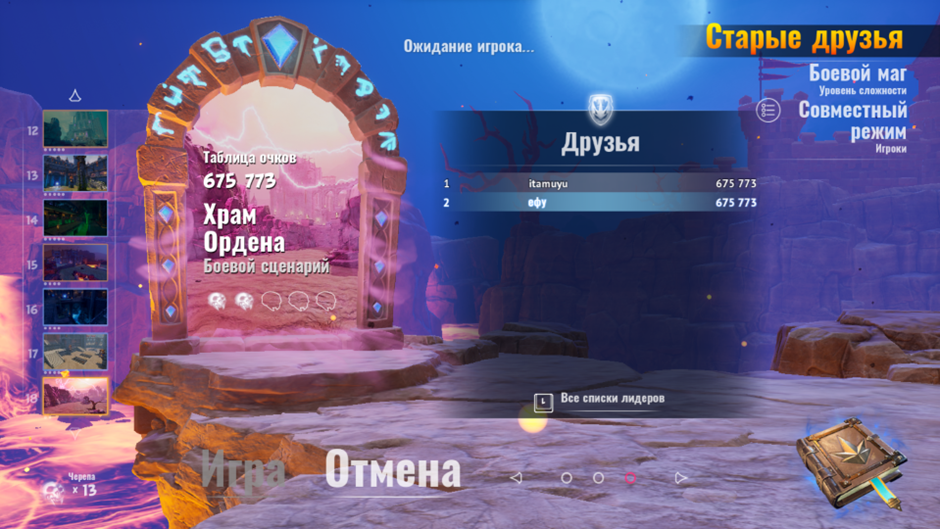 Ожидание игрока...
Старые друзья
Боевой маг
Уровень сложности
Совместный
режим
Игроки
12
13
14
15
16
17
18
Таблица очков
675 773
Храм
Ордена
Боевой сценарий
Друзья
1 itamuyu 675 773
2 офу 675 773
Все списки лидеров
Черепа
x 13
Игра
Отмена